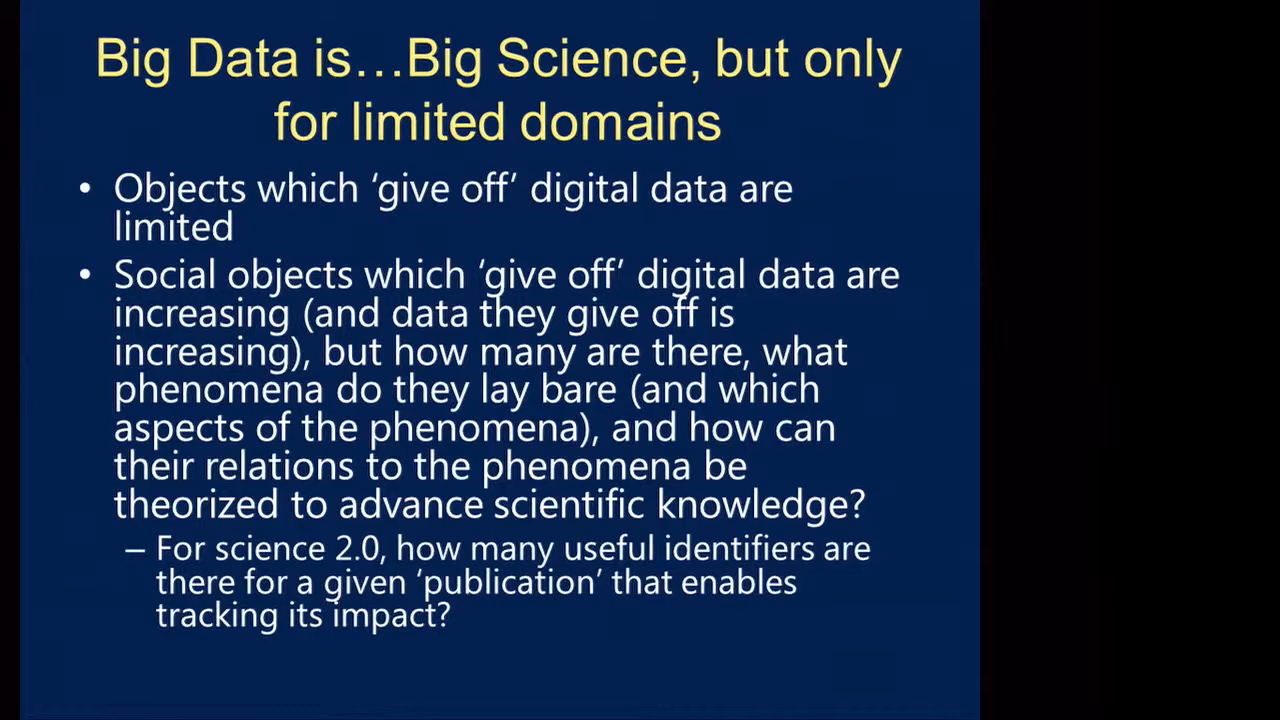 Big Data is…Big Science, but only
for limited domains
• Objects which ‘give off’ digital data are
limited
• Social objects which ‘give off’ digital data are
increasing (and data they give off is
increasing), but how many are there, what
phenomena do they lay bare (and which
aspects of the phenomena), and how can
their relations to the phenomena be
theorized to advance scientific knowledge?
– For science 2.0, how many useful identifiers are
there for a given ‘publication’ that enables
tracking its impact?